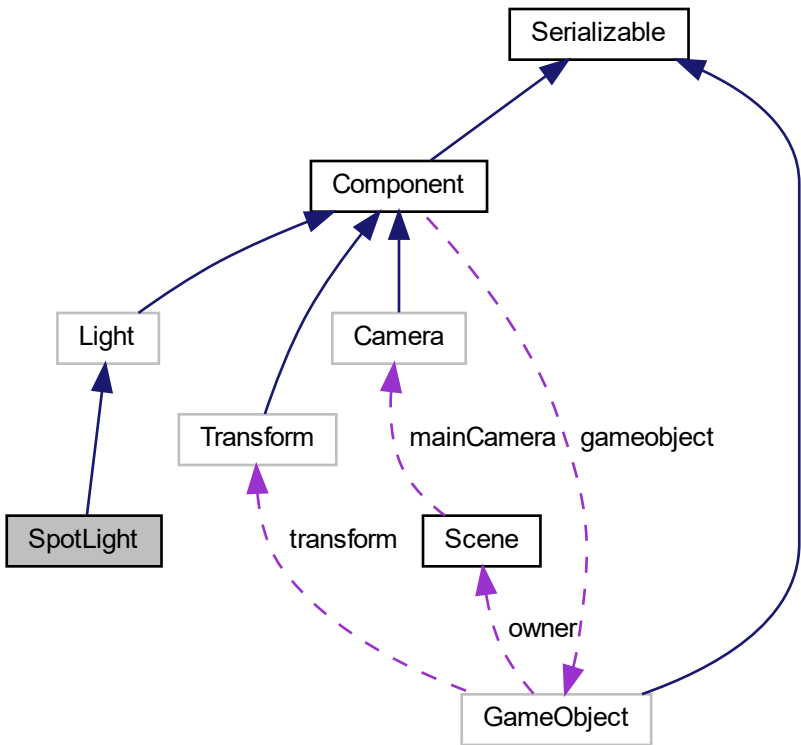 Serializable
Component
Light
Camera
Transform
mainCamera
gameobject
SpotLight
transform
Scene
owner
GameObject